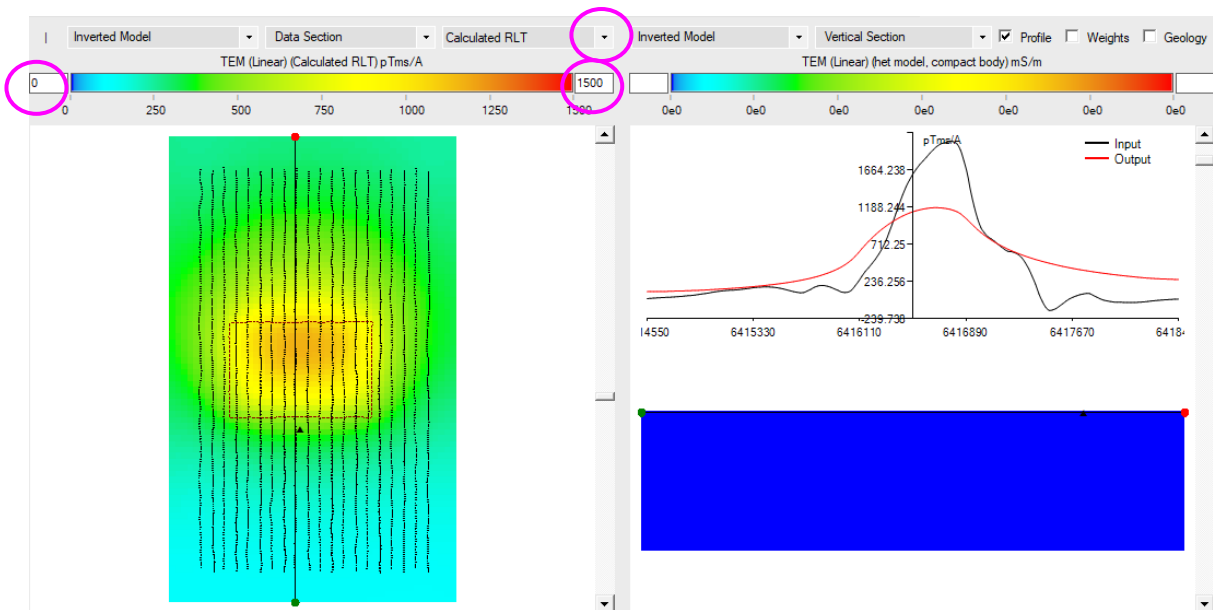 | Inverted Model Data Section Calculated RLT Inverted Model Vertical Section Profile Weights Geology
TEM (Linear) (Calculated RLT) pTms/A
0 1500
0 250 500 750 1000 1250 1500
TEM (Linear) (het model, compact body) mS/m
0e0 0e0 0e0 0e0 0e0 0e0 0e0
pTms/A
Input
Output
1664.238
1188.244
712.25
236.256
-239.738
14550 6415330 6416110 6416890 6417670 6418